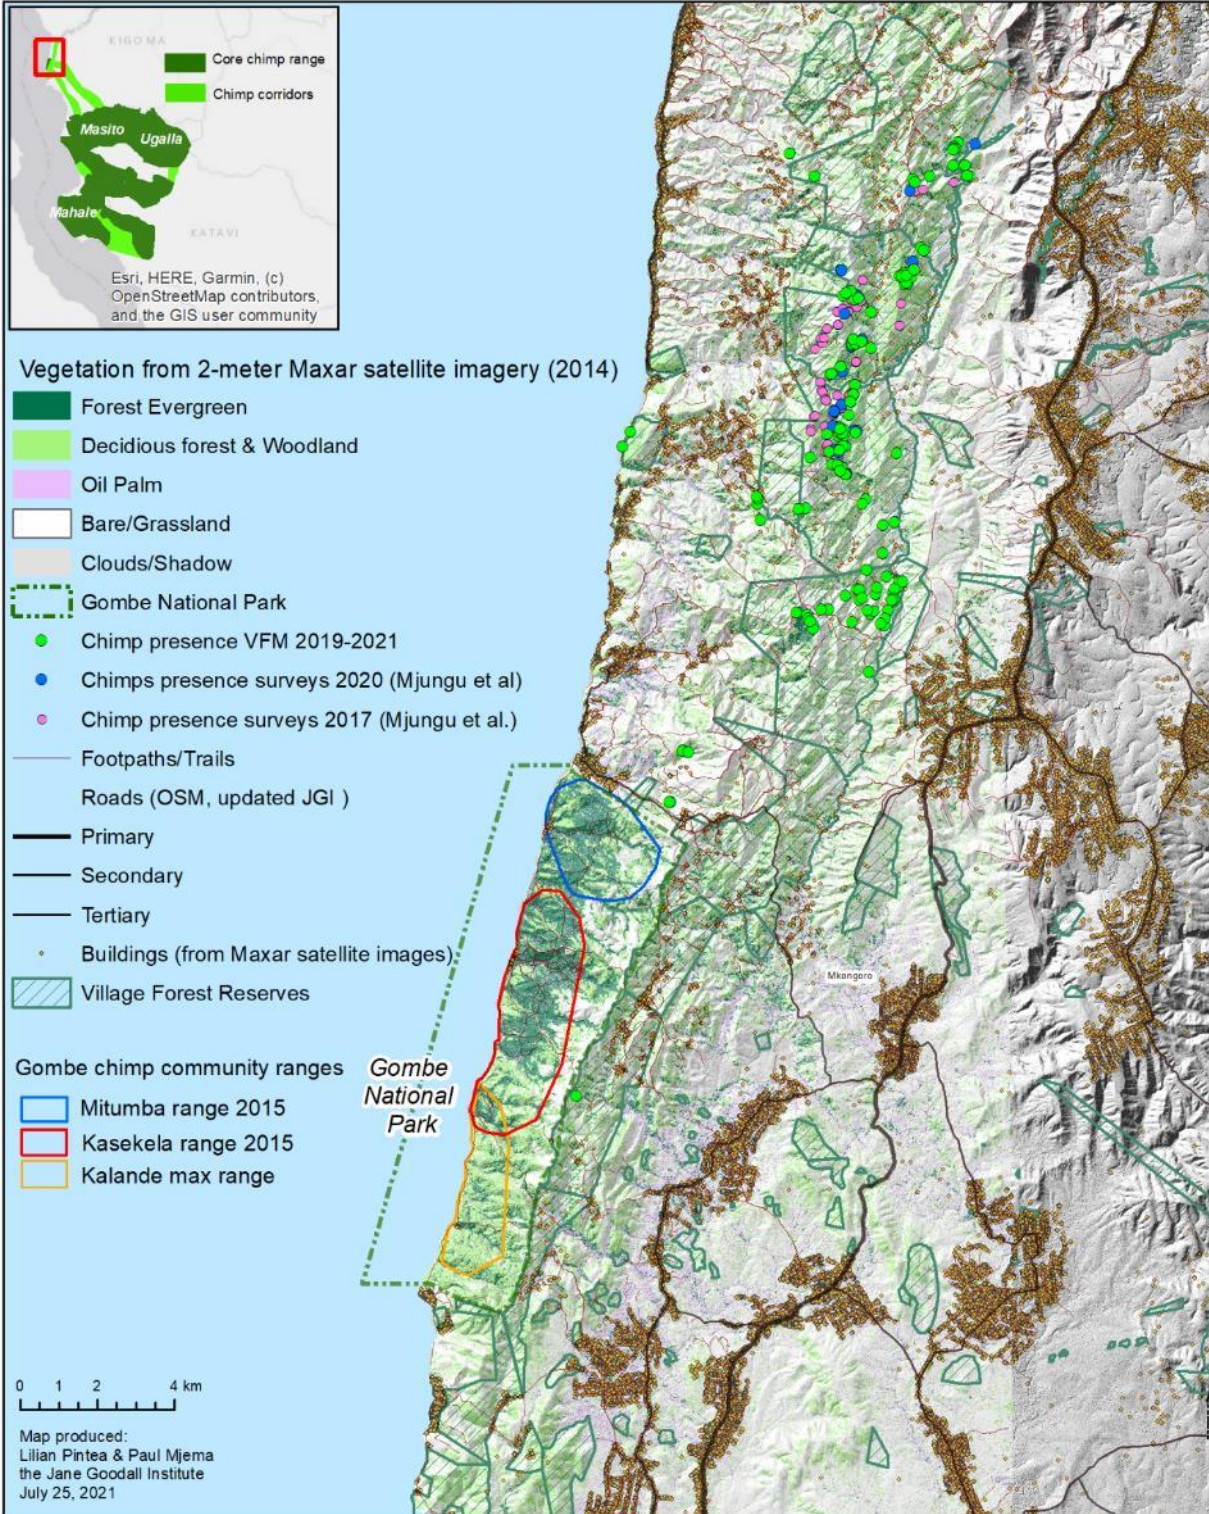 KIGOMA
Core chimp range
Chimp corridors
Masito
Ugalla
Mahale
KATAVI
Esri, HERE, Garmin, (c)
OpenStreetMap contributors,
and the GIS user community
Vegetation from 2-meter Maxar satellite imagery (2014)
Forest Evergreen
Decidious forest & Woodland
Oil Palm
Bare/Grassland
Clouds/Shadow
Gombe National Park
Chimp presence VFM 2019-2021
Chimps presence surveys 2020 (Mjungu et al)
Chimp presence surveys 2017 (Mjungu et al.)
Footpaths/Trails
Roads (OSM, updated JGI )
Primary
Secondary
Tertiary
Buildings (from Maxar satellite images)
Village Forest Reserves
Gombe chimp community ranges
Mitumba range 2015
Kasekela range 2015
Kalande max range
Gombe
National
Park
Mkongoro
0 1 2 4 km
Map produced:
Lilian Pintea & Paul Mjema
the Jane Goodall Institute
July 25, 2021